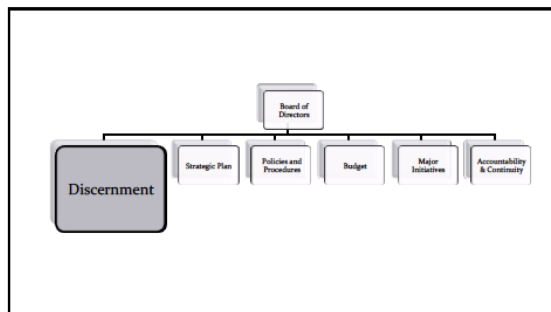 Board of
Directors
Discernment
Strategic Plan
Policies and
Procedures
Budget
Major
Initiatives
Accountability
& Continuity